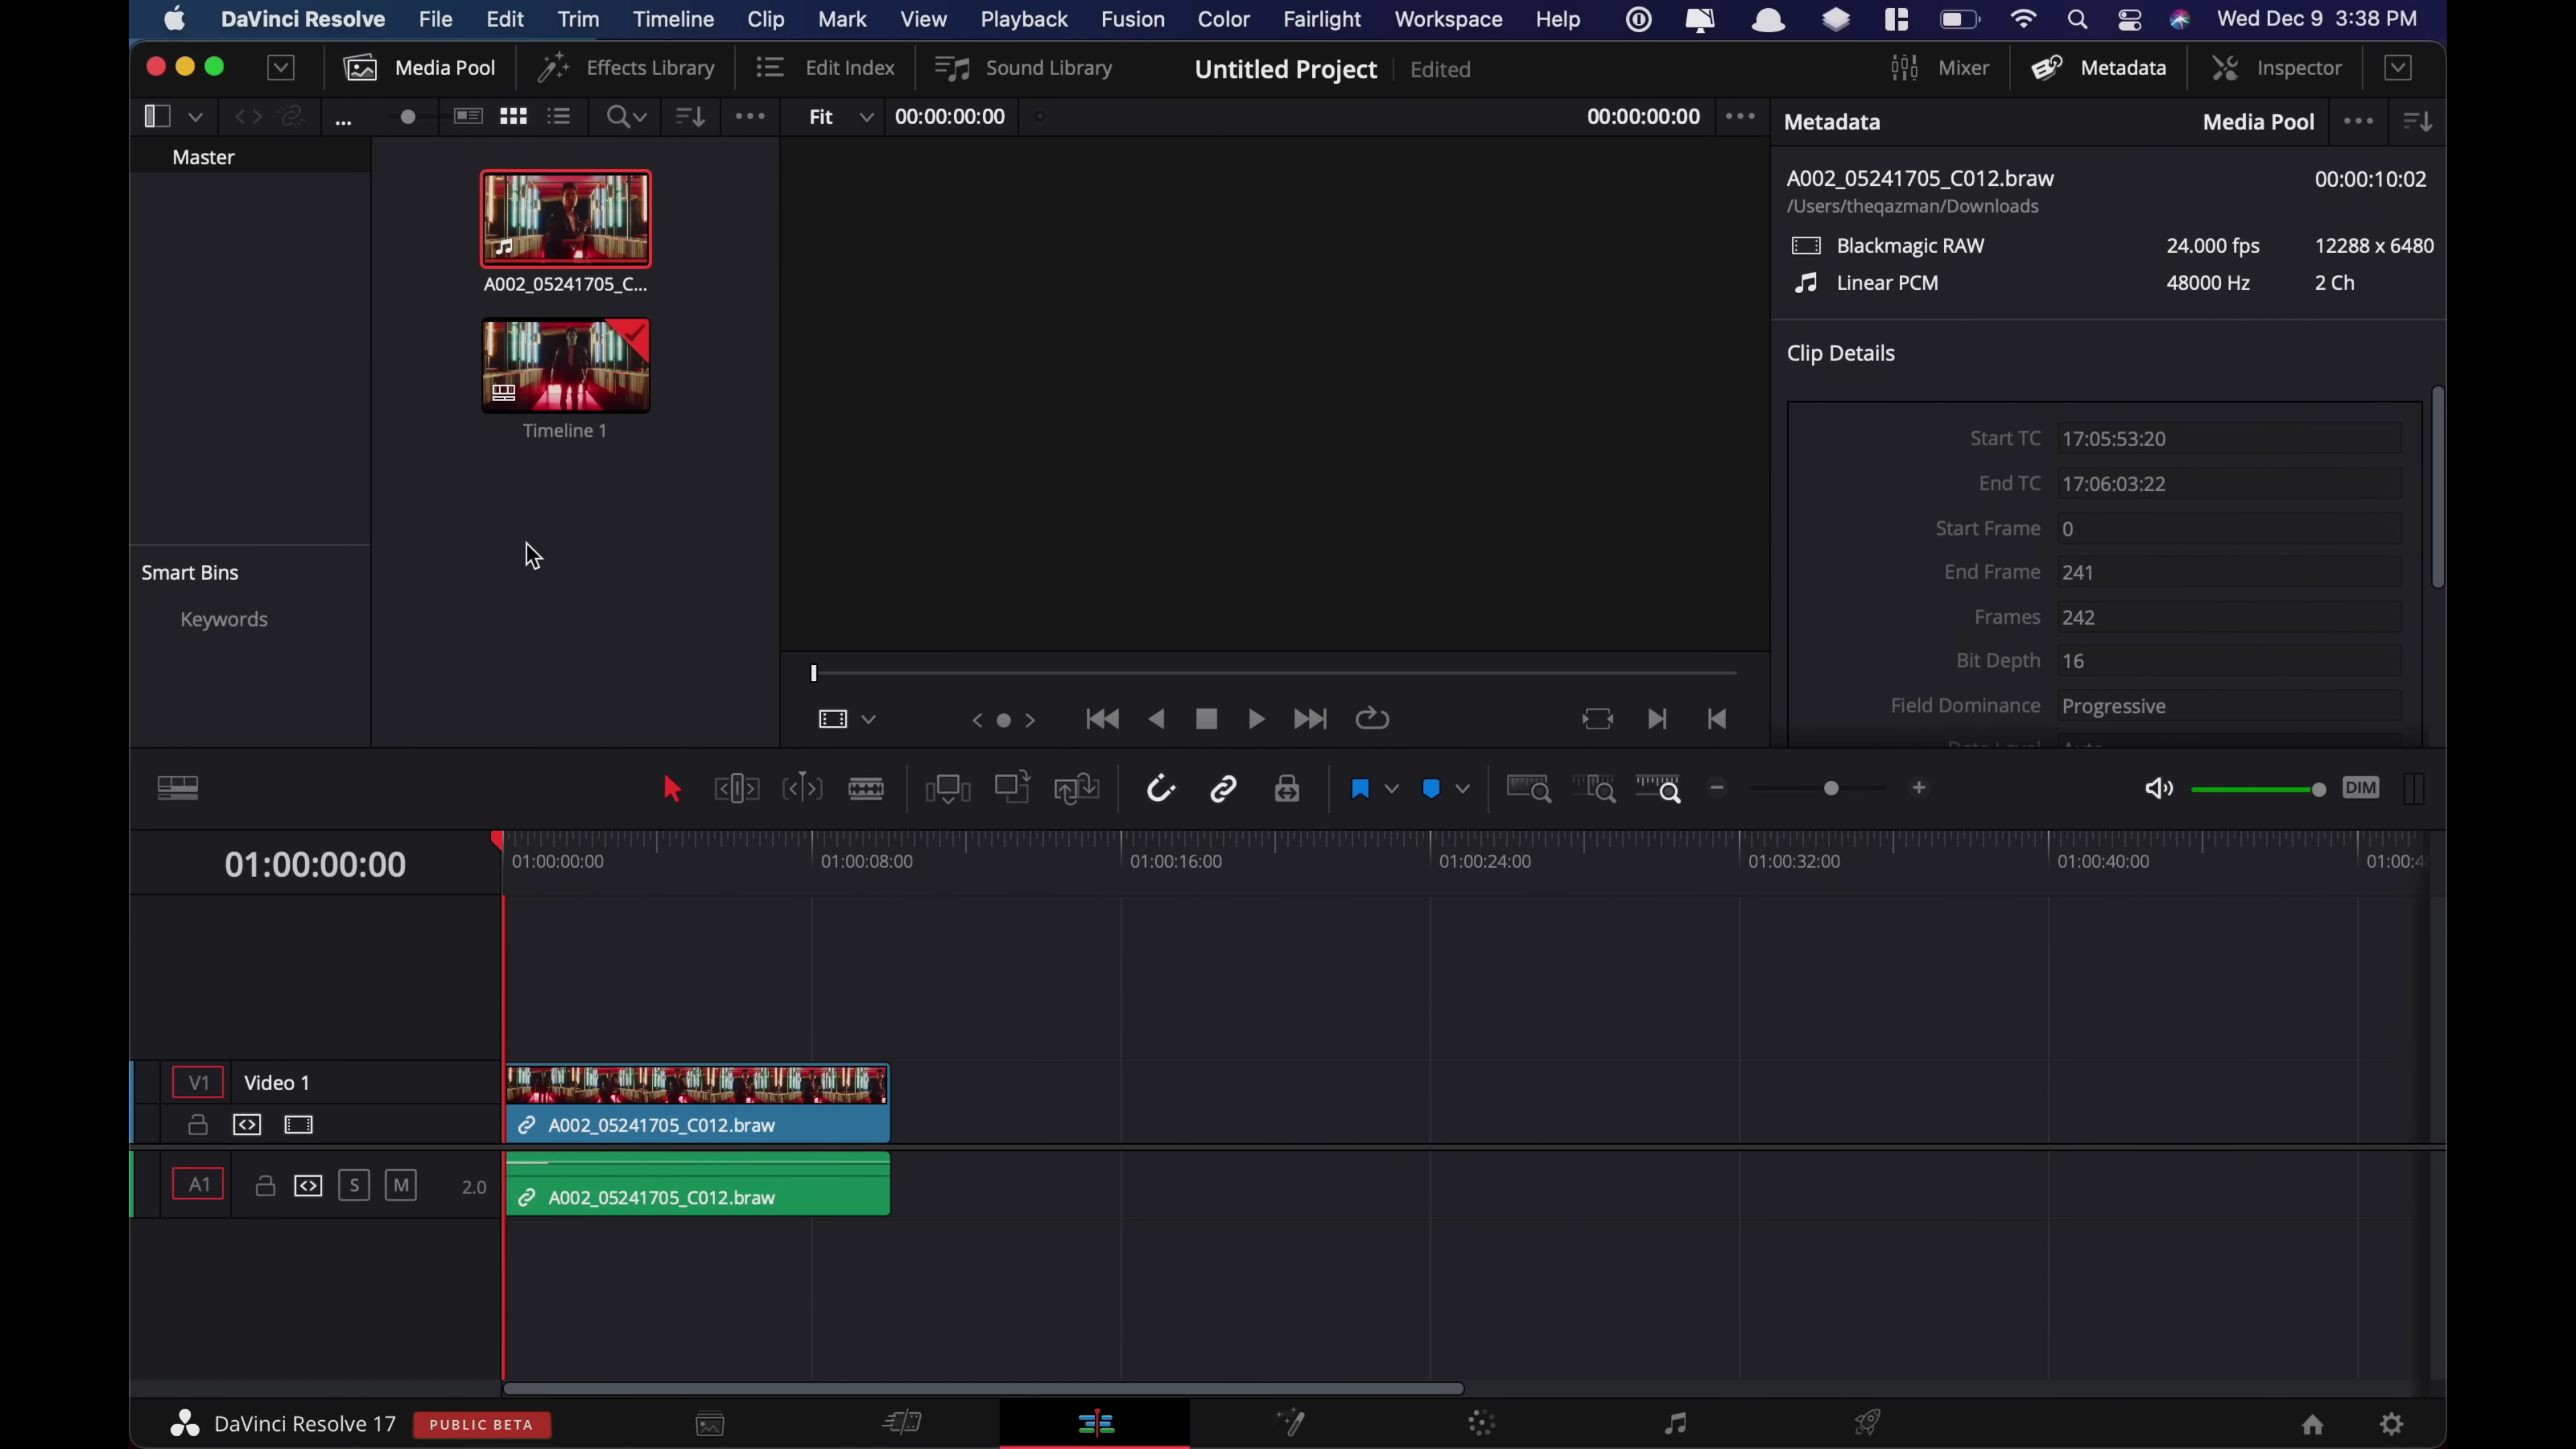 DaVinci Resolve File Edit Trim Timeline Clip Mark View Playback Fusion Color Fairlight Workspace Help Wed Dec 9 3:38 PM
Media Pool Effects Library Edit Index Sound Library Untitled Project Edited Mixer Metadata Inspector
... Fit 00:00:00:00 00:00:00:00 Metadata Media Pool
Master
A002_05241705_C012.braw 00:00:10:02
/Users/theqazman/Downloads
Blackmagic RAW 24.000 fps 12288 x 6480
A002_05241705_C... Linear PCM 48000 Hz 2 Ch
Clip Details
Timeline 1
Start TC 17:05:53:20
End TC 17:06:03:22
Start Frame 0
Smart Bins
End Frame 241
Keywords
Frames 242
Bit Depth 16
Field Dominance Progressive
DIM
01:00:00:00 01:00:00:00 01:00:08:00 01:00:16:00 01:00:24:00 01:00:32:00 01:00:40:00 01:00:4
V1 Video 1
A002_05241705_C012.braw
A1 S M 2.0
A002_05241705_C012.braw
DaVinci Resolve 17 PUBLIC BETA